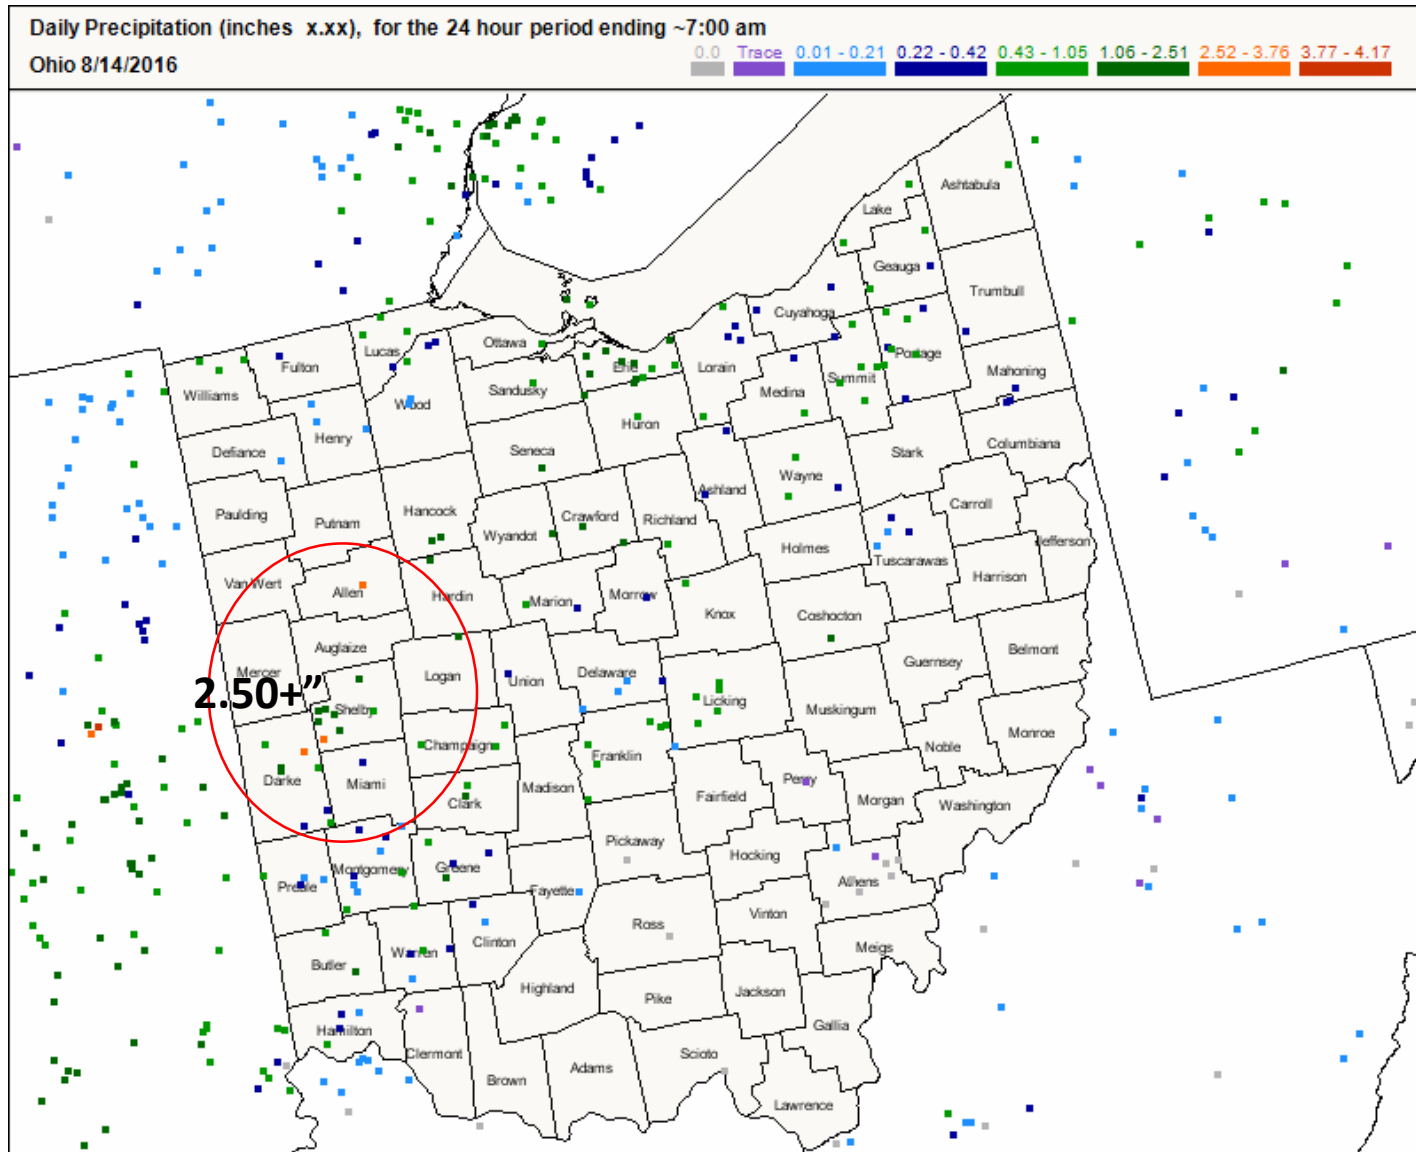 Daily Precipitation (inches x.xx), for the 24 hour period ending ~7:00 am
Ohio 8/14/2016
0.0 Trace 0.01 - 0.21 0.22 - 0.42 0.43 - 1.05 1.06 - 2.51 2.52 - 3.76 3.77 - 4.17
Ashtabula
Lake
Geauga
Trumbull
Cuyahoga
Ottawa
Lucas
Fulton
Erie
Lorain
Portage
Mahoning
Summit
Williams
Sandusky
Medina
Wood
Huron
Henry
Columbiana
Defiance
Seneca
Stark
Wayne
Ashland
Carroll
Hancock
Paulding
Crawford
Richland
Putnam
Wyandot
Jefferson
Holmes
Tuscarawas
Harrison
Van Wert
Allen
Hardin
Marion
Morrow
Knox
Coshocton
Auglaize
Belmont
Guernsey
Mercer
Logan
Delaware
Union
2.50+”
Licking
Shelby
Muskingum
Monroe
Champaign
Noble
Franklin
Darke
Miami
Perry
Madison
Fairfield
Morgan
Clark
Washington
Pickaway
Hocking
Montgomery
Greene
Athens
Preble
Fayette
Vinton
Ross
Clinton
Meigs
Warren
Butler
Highland
Jackson
Pike
Gallia
Hamilton
Clermont
Scioto
Adams
Brown
Lawrence